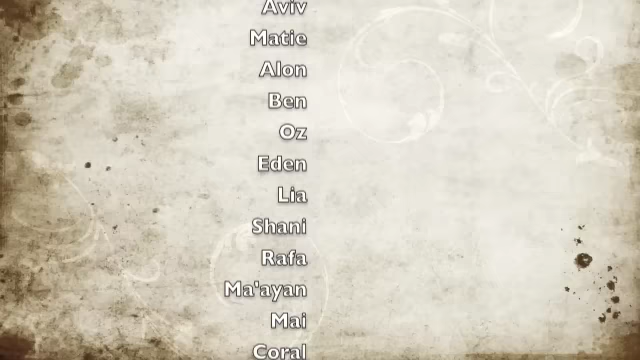 Aviv
Matie
Alon
Ben
Oz
Eden
Lia
Shani
Rafa
Ma'ayan
Mai
Coral